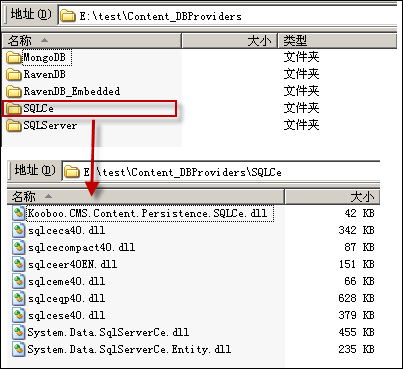 地址(D) E:\test\Content_DBProviders
名称 大小 类型
MongoDB 文件夹
RavenDB 文件夹
RavenDB_Embedded 文件夹
SQLCe 文件夹
SQLServer 文件夹
地址(D) E:\test\Content_DBProviders\SQLCe
名称 大小
Kooboo.CMS.Content.Persistence.SQLCe.dll 42 KB
sqlceca40.dll 342 KB
sqlcecompact40.dll 87 KB
sqlceer40EN.dll 151 KB
sqlceme40.dll 66 KB
sqlceqp40.dll 628 KB
sqlcese40.dll 379 KB
System.Data.SqlServerCe.dll 455 KB
System.Data.SqlServerCe.Entity.dll 235 KB